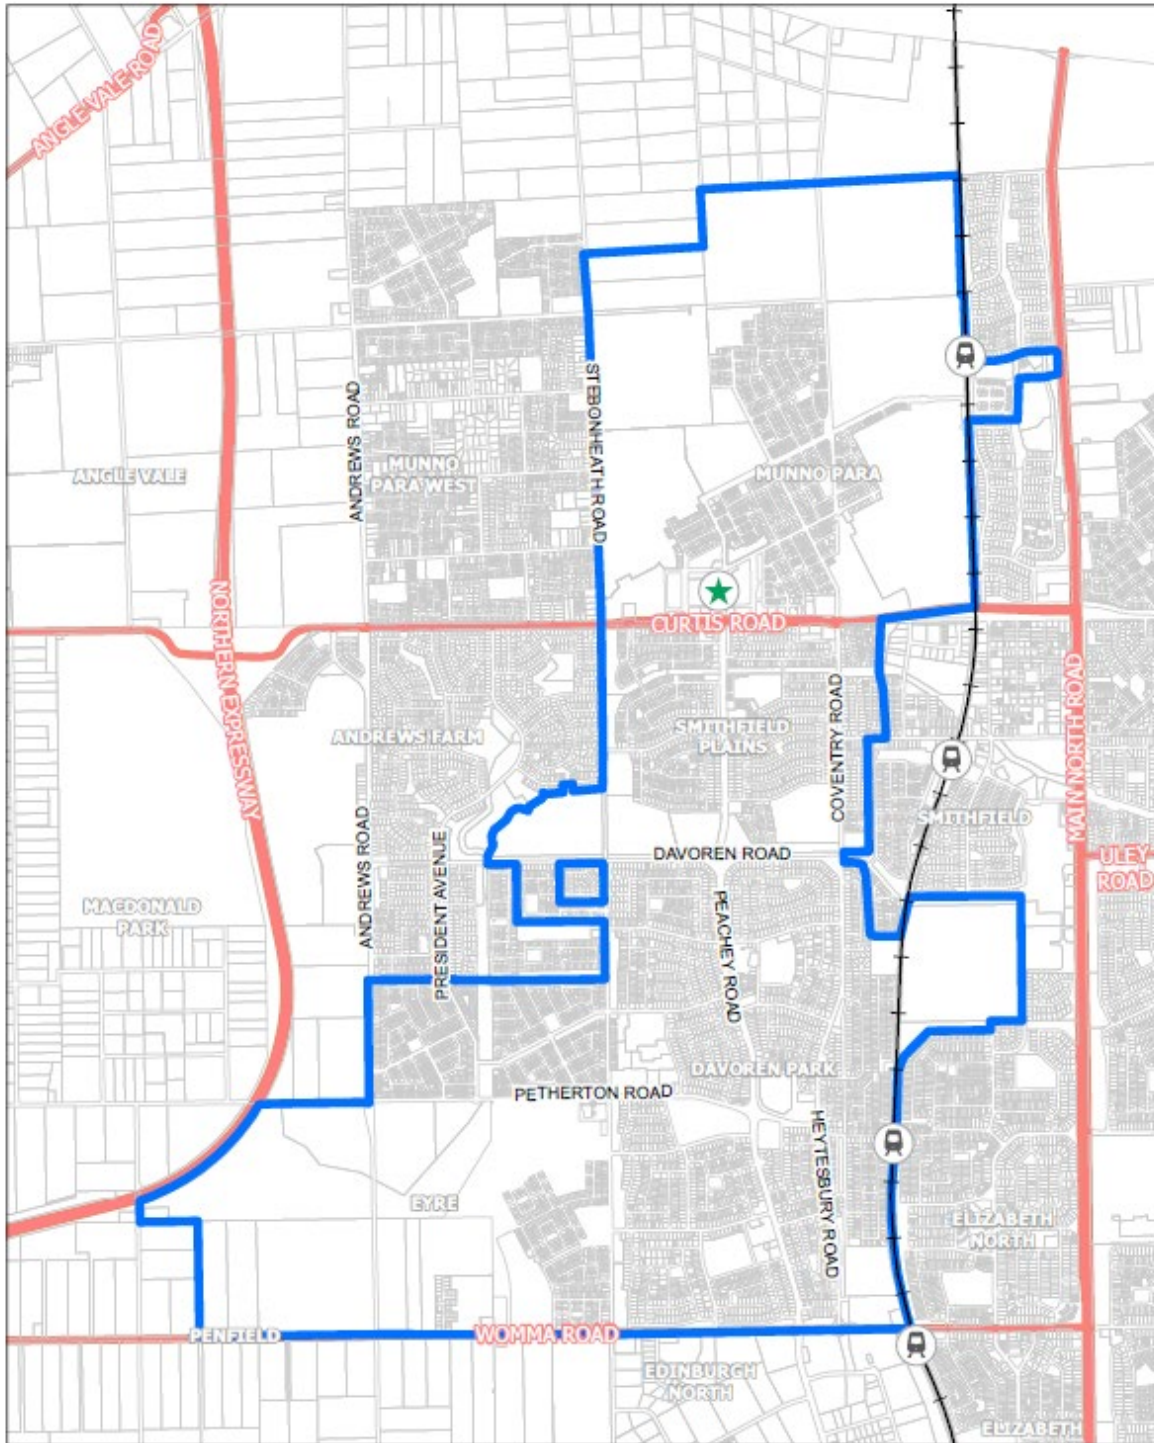 ANGLE VALE ROAD
STEBONHEATH ROAD
ANDREWS ROAD
MUNNO
PARA WEST
ANGLE VALE
MUNNO PARA
NORTHERN EXPRESSWAY
CURTIS ROAD
MAIN NORTH ROAD
COVENTRY ROAD
ANDREWS FARM
SMITHFIELD
PLAINS
SMITHFIELD
ANDREWS ROAD
PRESIDENT AVENUE
DAVOREN ROAD
ULEY
ROAD
MACDONALD
PARK
PEACHEY ROAD
DAVOREN PARK
PETHERTON ROAD
HEYTESBURY ROAD
EYRE
ELIZABETH
NORTH
PENFIELD
WOMMA ROAD
EDINBURGH
NORTH
ELIZABETH